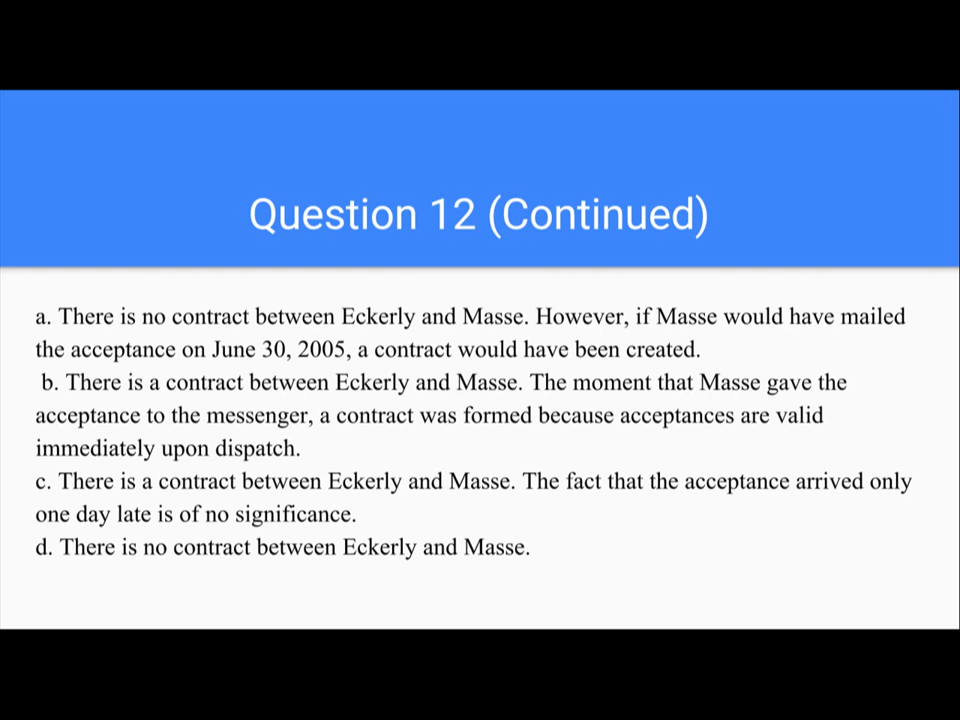 Question 12 (Continued)
a. There is no contract between Eckerly and Masse. However, if Masse would have mailed
the acceptance on June 30, 2005, a contract would have been created.
b. There is a contract between Eckerly and Masse. The moment that Masse gave the
acceptance to the messenger, a contract was formed because acceptances are valid
immediately upon dispatch.
c. There is a contract between Eckerly and Masse. The fact that the acceptance arrived only
one day late is of no significance.
d. There is no contract between Eckerly and Masse.